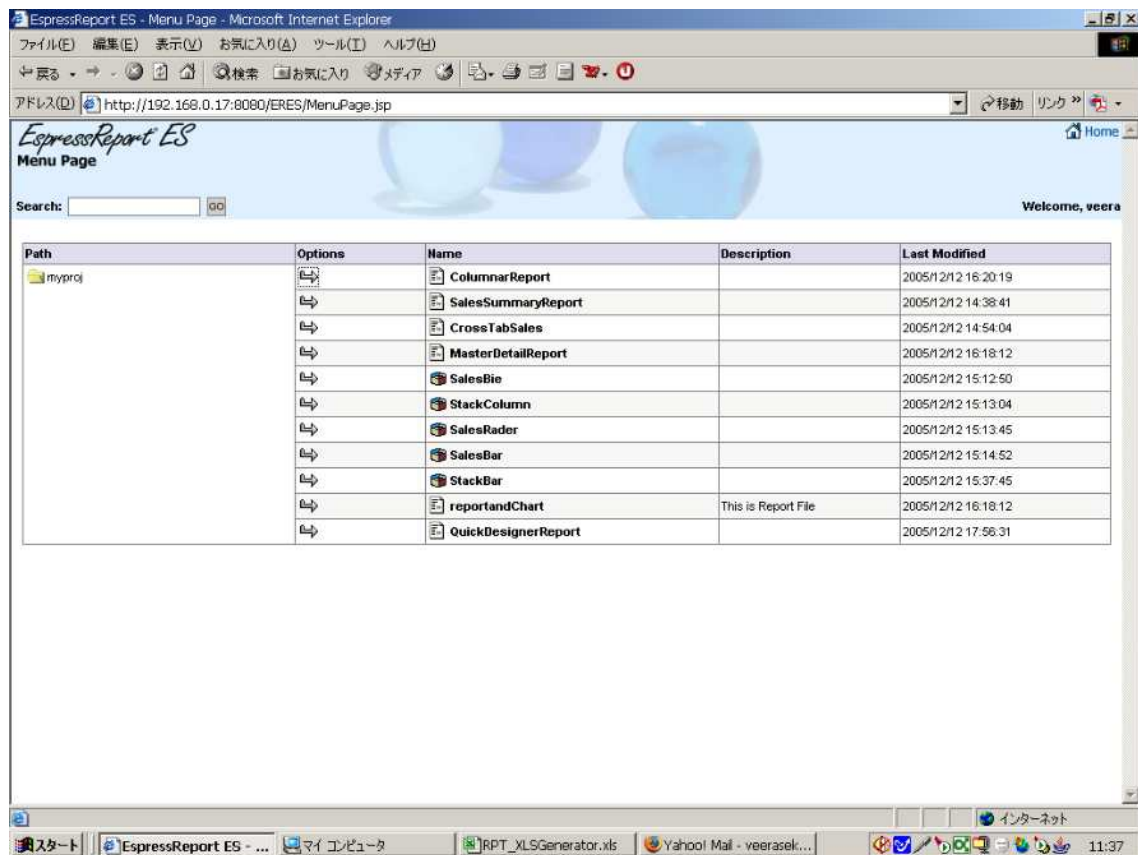 EspressReport ES - Menu Page - Microsoft Internet Explorer
ファイル(F) 編集(E) 表示(V) お気に入り(A) ツール(T) ヘルプ(H)
戻る 検索 お気に入り メディア
アドレス(D) http://192.168.0.17:8080/ERES/MenuPage.jsp 移動 リンク »
EspressReport ES Home
Menu Page
Search: GO Welcome, veera
Path Options Name Description Last Modified
myproj ColumnarReport 2005/12/12 16:20:19
SalesSummaryReport 2005/12/12 14:38:41
CrossTabSales 2005/12/12 14:54:04
MasterDetailReport 2005/12/12 16:18:12
SalesBie 2005/12/12 15:12:50
StackColumn 2005/12/12 15:13:04
SalesRader 2005/12/12 15:13:45
SalesBar 2005/12/12 15:14:52
StackBar 2005/12/12 15:37:45
reportandChart This is Report File 2005/12/12 16:18:12
QuickDesignerReport 2005/12/12 17:56:31
インターネット
スタート EspressReport ES - ... マイ コンピュータ RPT_XLSGenerator.xls Yahoo! Mail - veerasek... 11:37